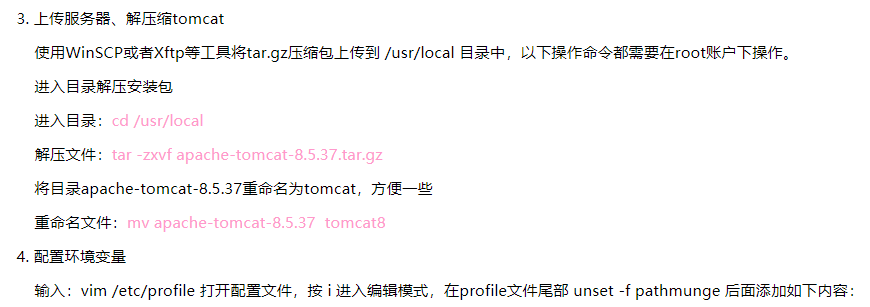 3. 上传服务器、解压缩tomcat
使用WinSCP或者Xftp等工具将tar.gz压缩包上传到 /usr/local 目录中，以下操作命令都需要在root账户下操作。
进入目录解压安装包
进入目录：cd /usr/local
解压文件：tar -zxvf apache-tomcat-8.5.37.tar.gz
将目录apache-tomcat-8.5.37重命名为tomcat，方便一些
重命名文件：mv apache-tomcat-8.5.37  tomcat8
4. 配置环境变量
输入：vim /etc/profile 打开配置文件，按 i 进入编辑模式，在profile文件尾部 unset -f pathmunge 后面添加如下内容：